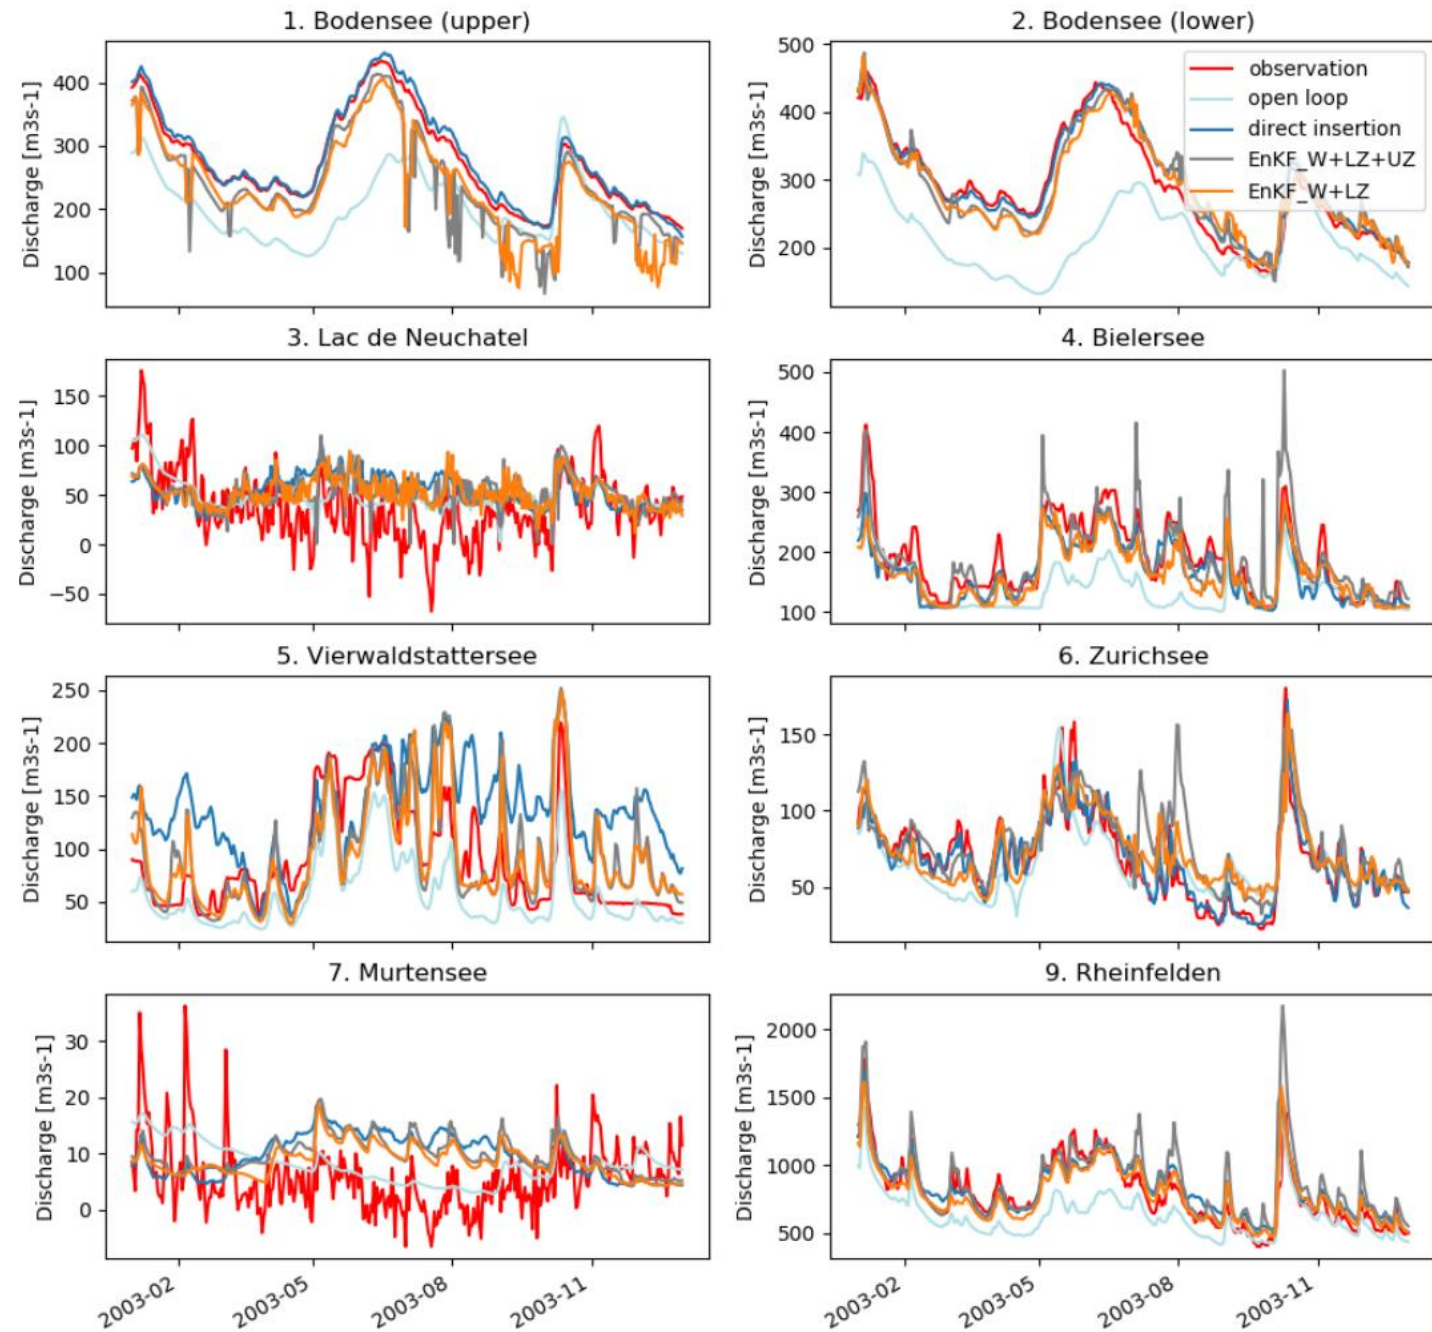 1. Bodensee (upper)
Discharge [m3s-1]
400
300
200
100
2. Bodensee (lower)
Discharge [m3s-1]
500
400
300
200
observation
open loop
direct insertion
EnKF_W+LZ+UZ
EnKF_W+LZ
3. Lac de Neuchatel
Discharge [m3s-1]
150
100
50
0
−50
4. Bielersee
Discharge [m3s-1]
500
400
300
200
100
5. Vierwaldstattersee
Discharge [m3s-1]
250
200
150
100
50
6. Zurichsee
Discharge [m3s-1]
150
100
50
7. Murtensee
Discharge [m3s-1]
30
20
10
0
2003-02
2003-05
2003-08
2003-11
9. Rheinfelden
Discharge [m3s-1]
2000
1500
1000
500
2003-02
2003-05
2003-08
2003-11